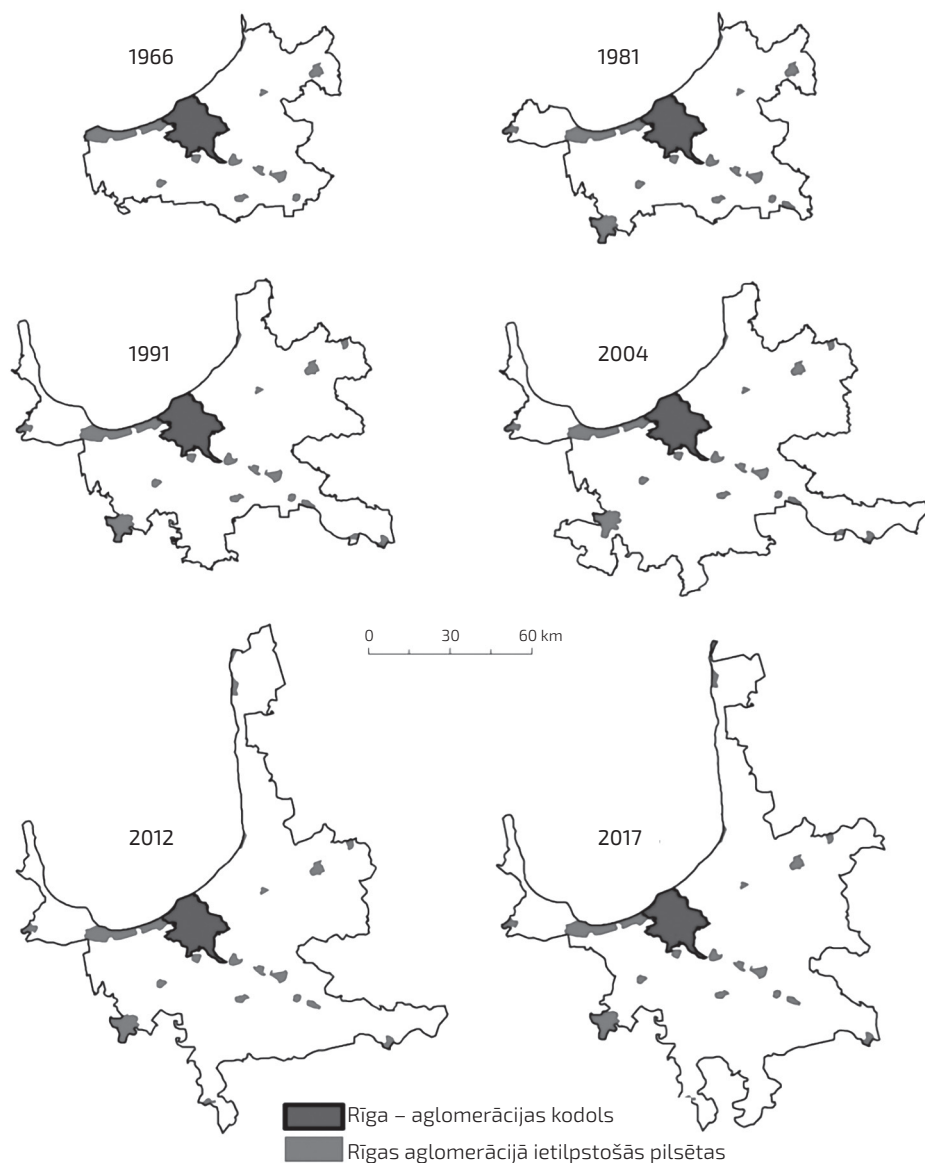 1966
1981
1991
2004
0 30 60 km
2012
2017
Rīga – aglomerācijas kodols
Rīgas aglomerācijā ietilpstošās pilsētas